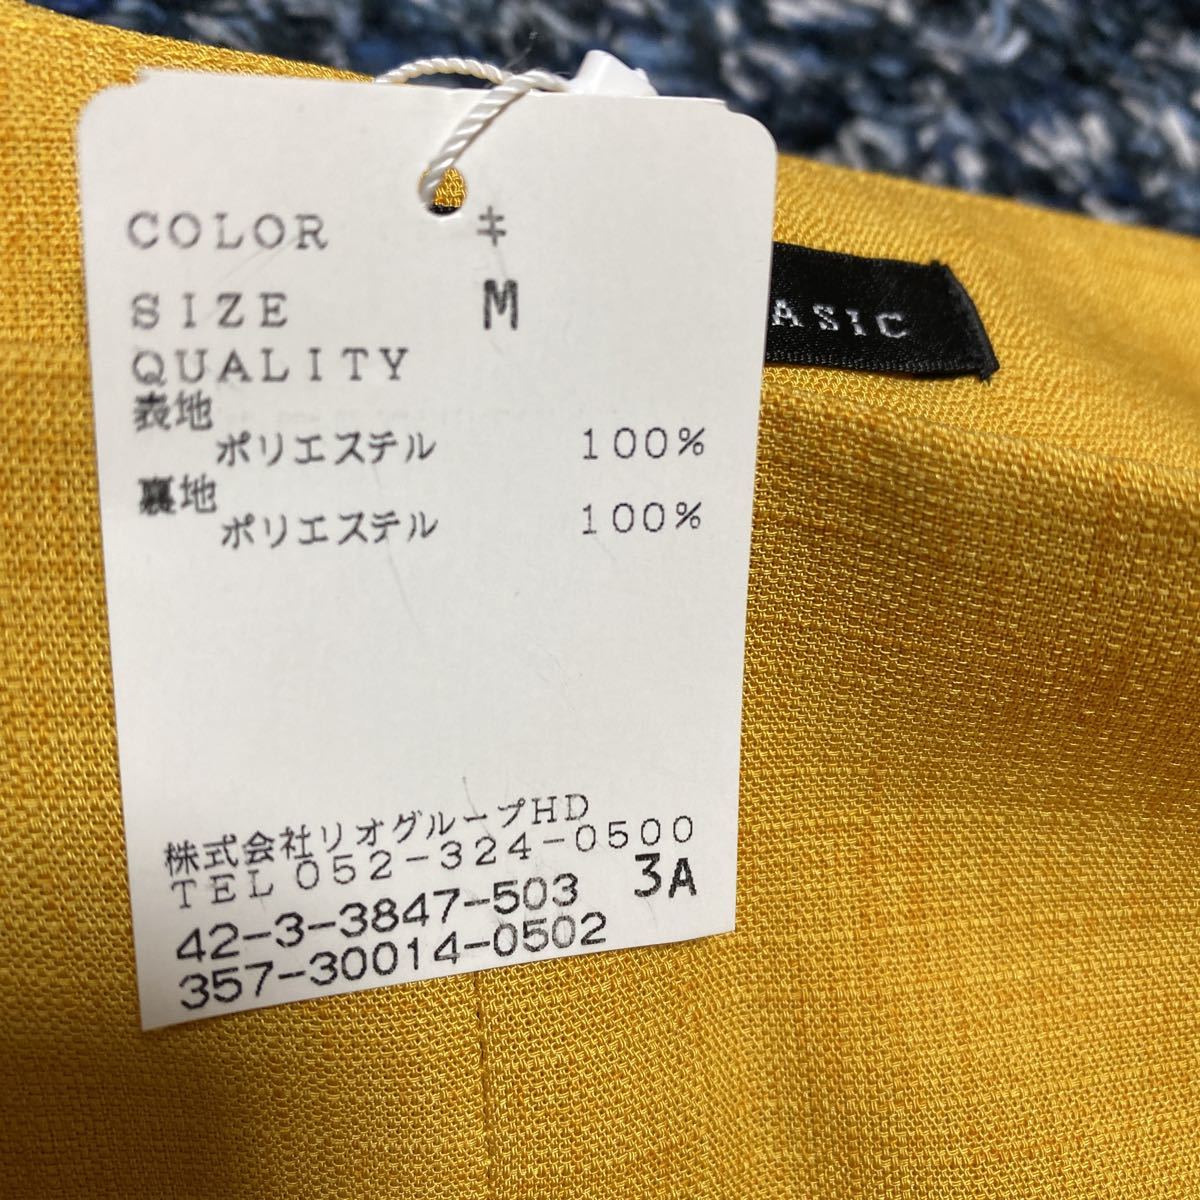 COLOR キ
SIZE M
QUALITY
表地
ポリエステル 100%
裏地
ポリエステル 100%
株式会社リオグループHD
TEL 052-324-0500
42-3-3847-503 3A
357-30014-0502
ASIC